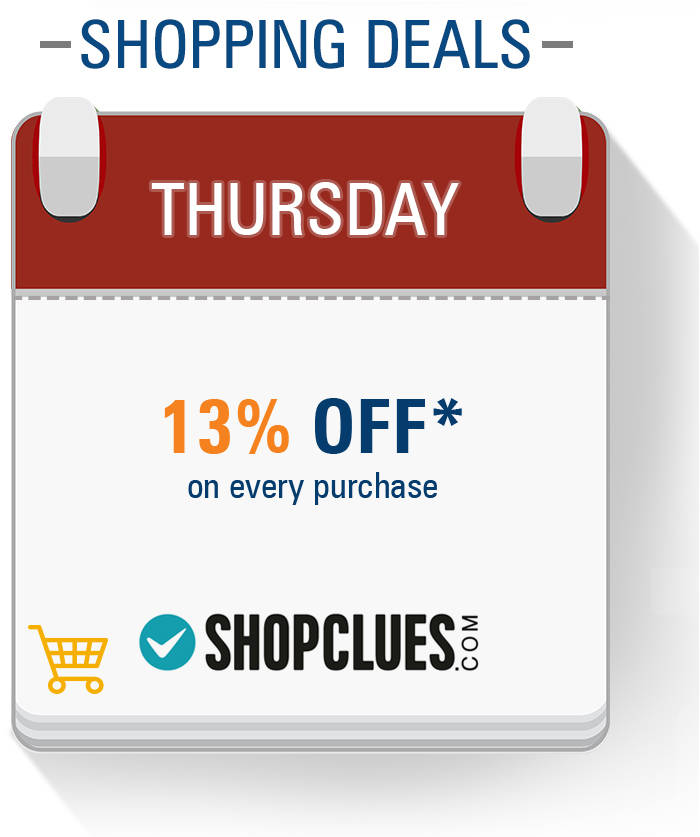 SHOPPING DEALS
THURSDAY
13% OFF*
on every purchase
SHOPCLUES.COM